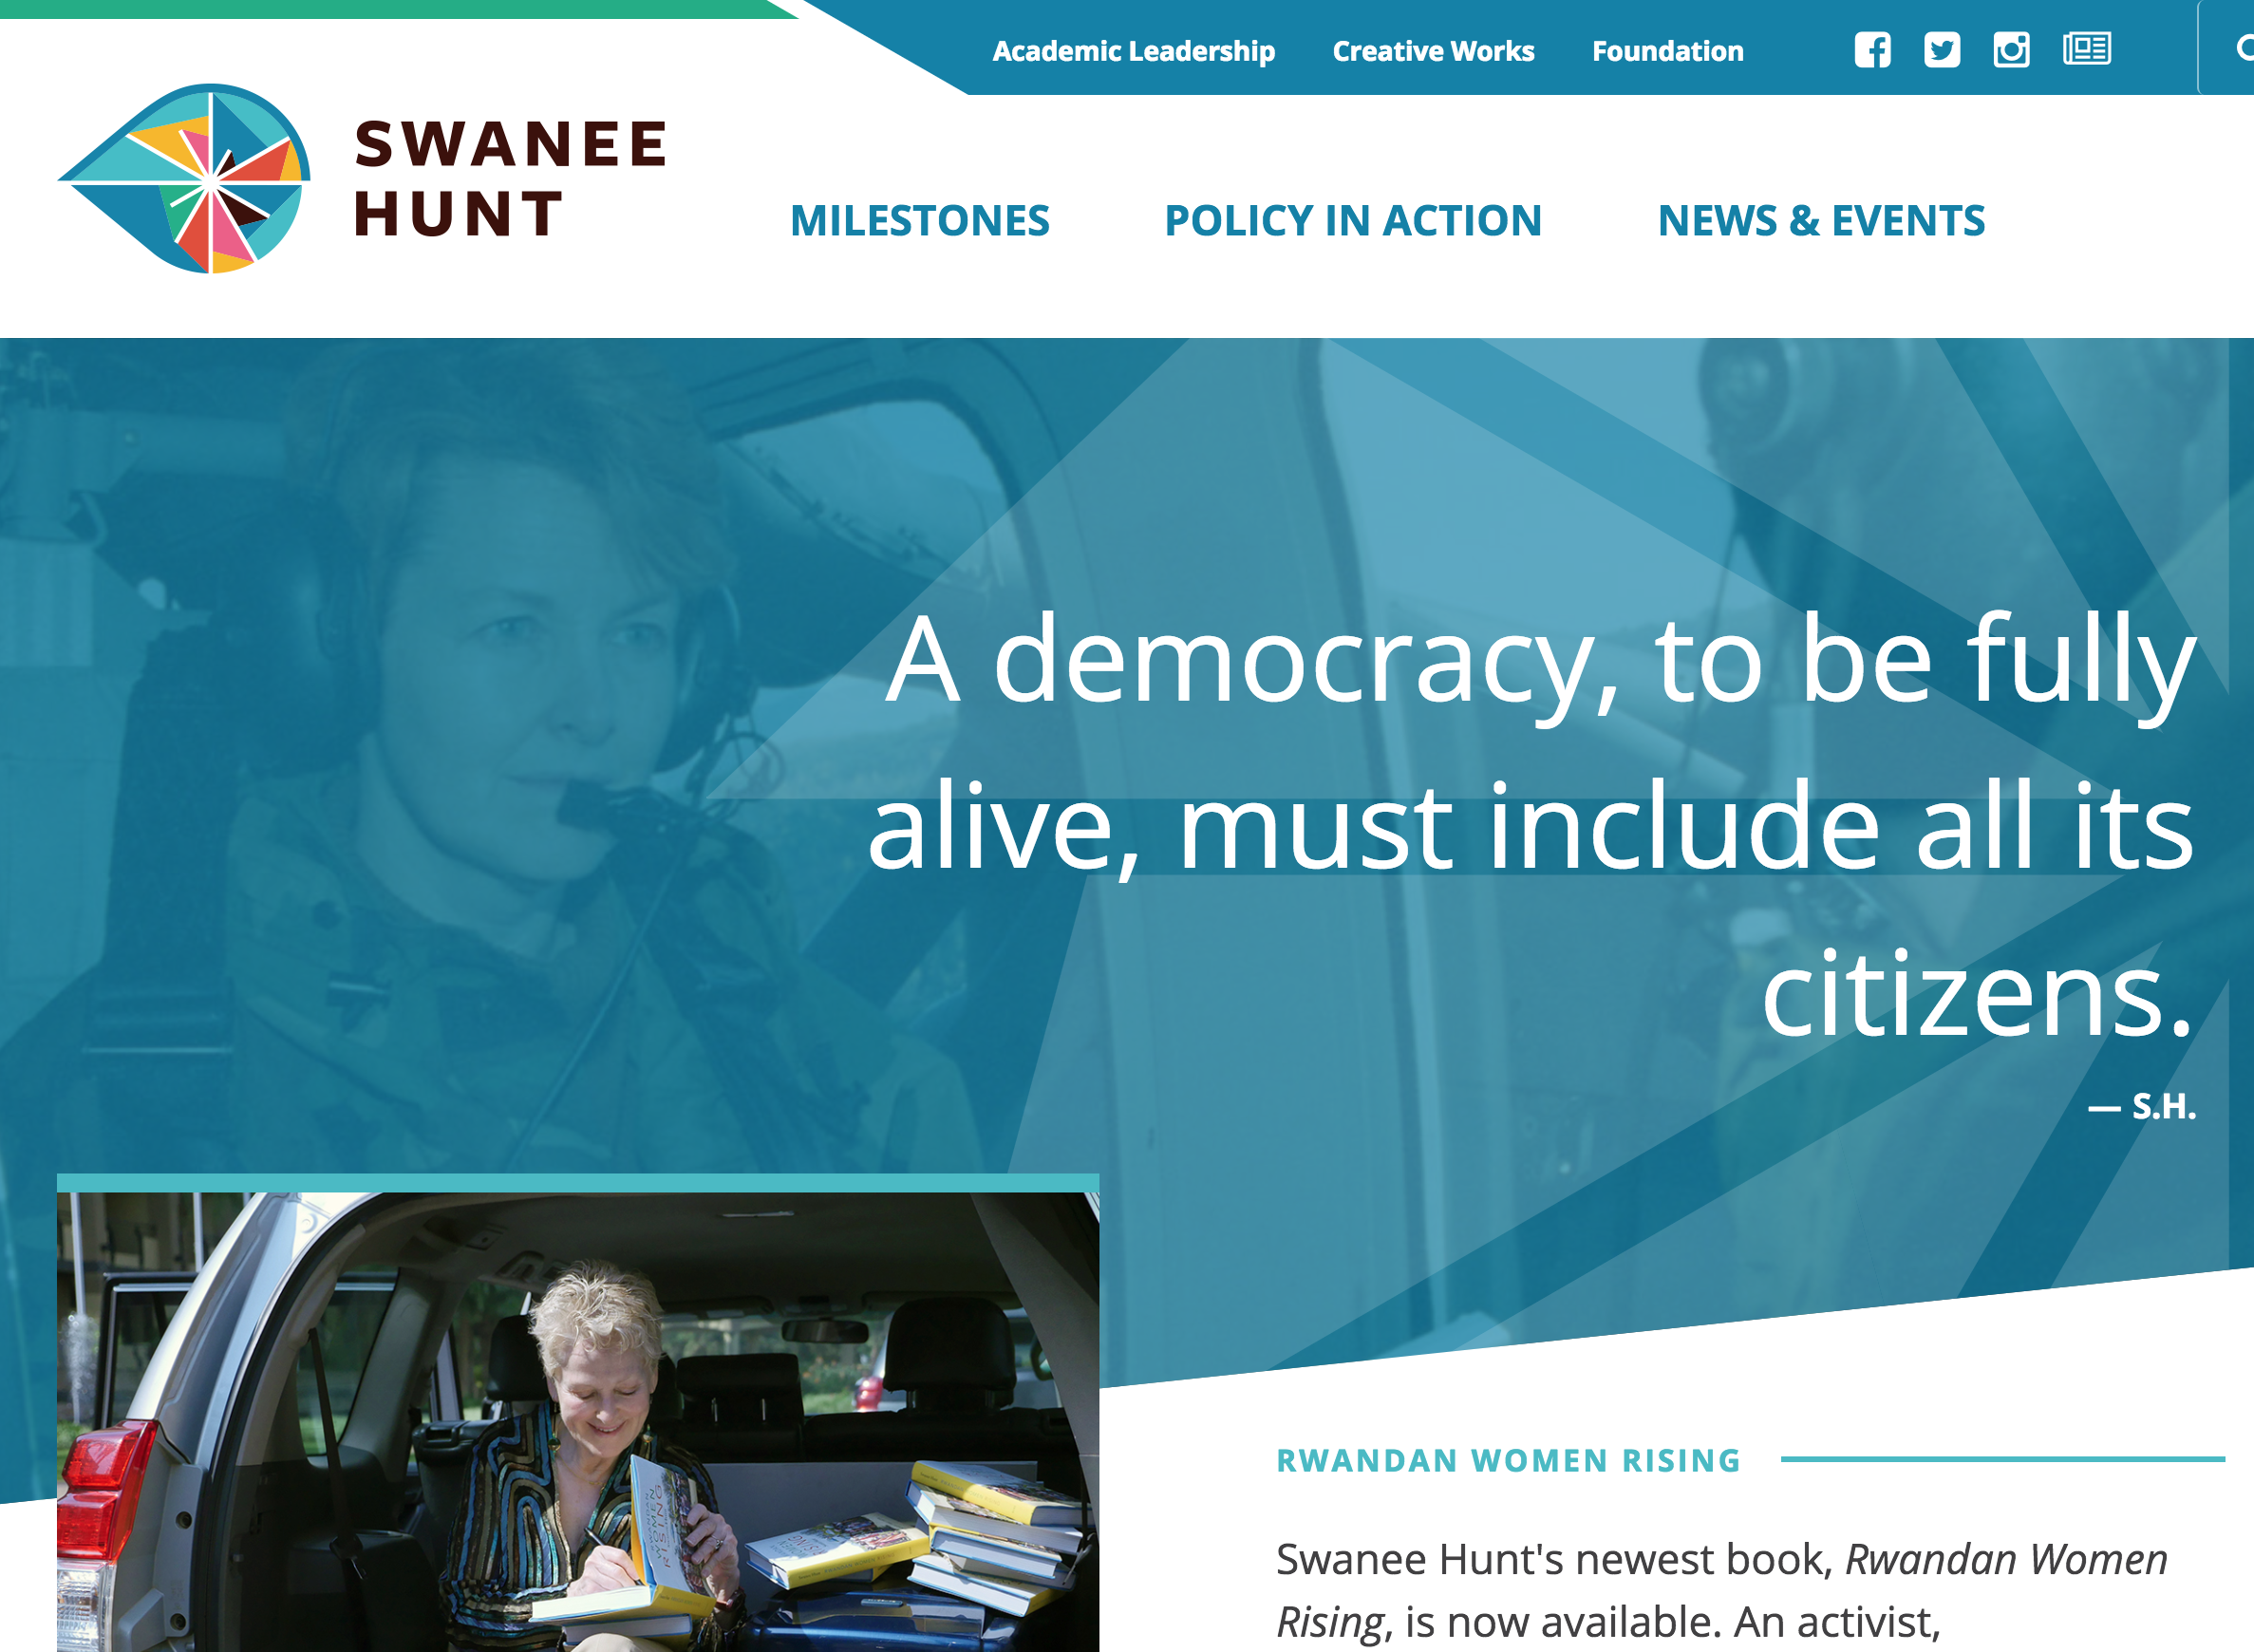 Academic Leadership Creative Works Foundation
SWANEE
HUNT
MILESTONES POLICY IN ACTION NEWS & EVENTS
A democracy, to be fully
alive, must include all its
citizens.
— S.H.
WOMEN
RISING
RWANDAN WOMEN RISING
Swanee Hunt's newest book, Rwandan Women
Rising, is now available. An activist,